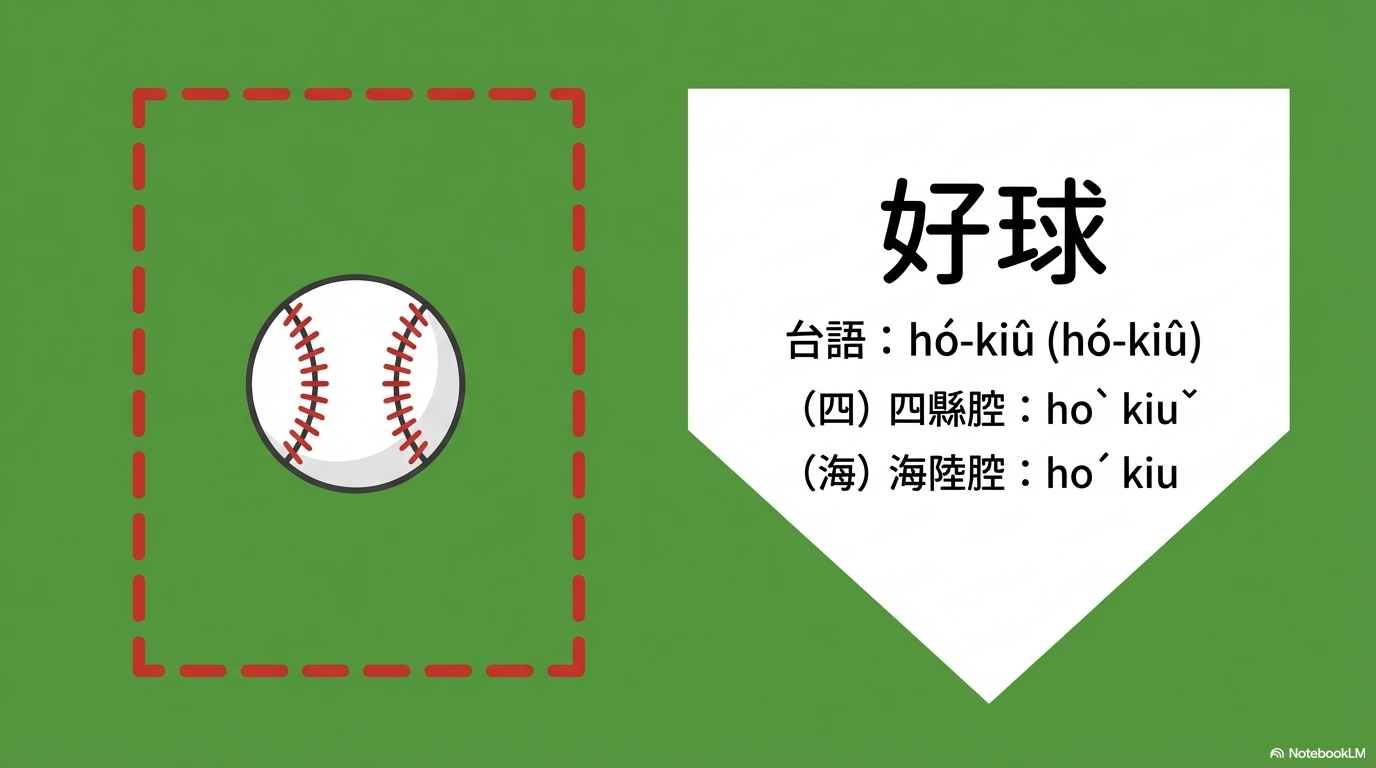 好球
台語：hó-kiû (hó-kiû)
（四）四縣腔：hoˋ kiuˇ
（海）海陸腔：hoˊ kiu
NotebookLM